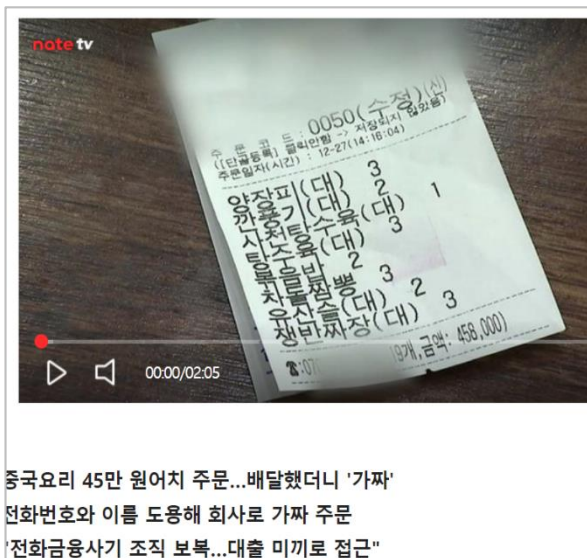 nate tv
주 문 코 드 : 0050(수정)(신)
([단골등록] 클릭안함 -> 저장되지 않았음)
주문일자(시간) : 12-27(14:16:04)
양장피(대) 3
깐풍기(대) 2
사천탕수육(대) 1
탕수육(대) 3
볶음밥 2
차돌짬뽕 3
유산슬(대) 2
쟁반짜장(대) 3
☎:07 19개,금액: 458,000)
00:00/02:05
중국요리 45만 원어치 주문...배달했더니 '가짜'
전화번호와 이름 도용해 회사로 가짜 주문
"전화금융사기 조직 보복...대출 미끼로 접근"